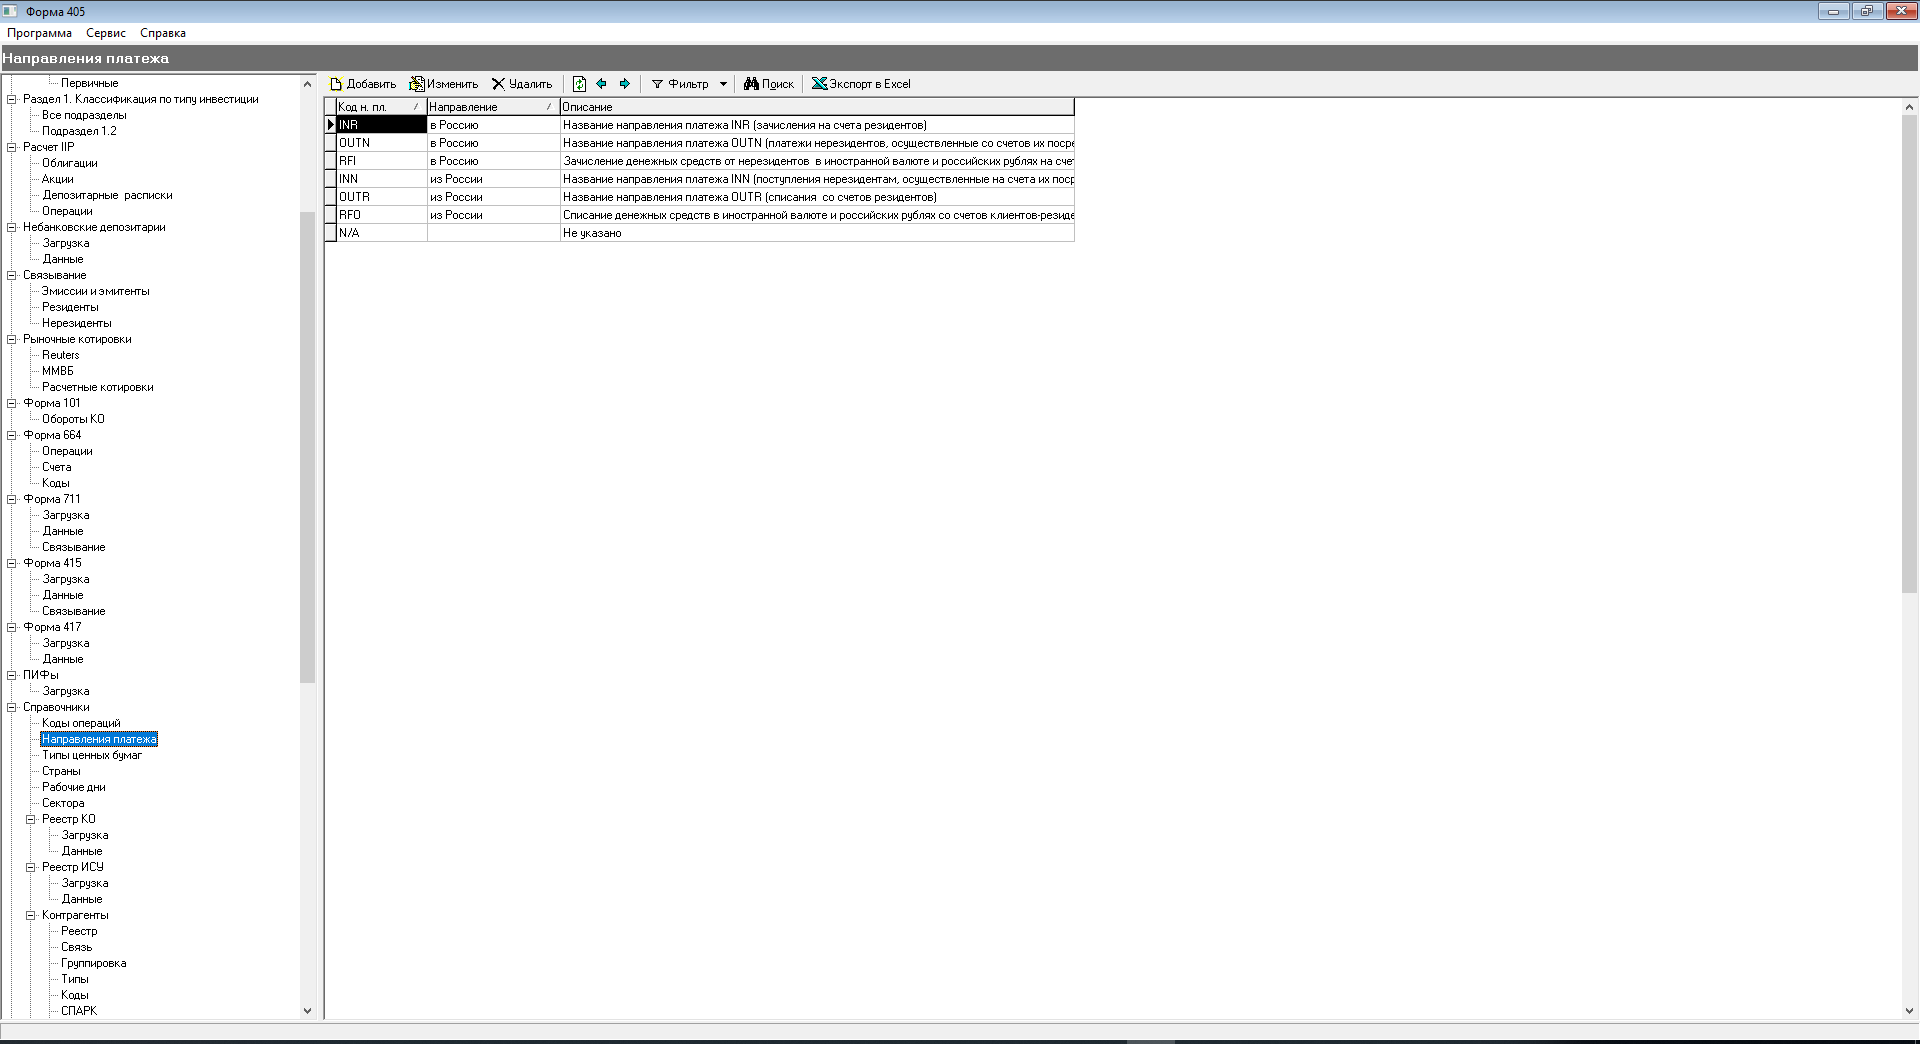 Форма 405
Программа Сервис Справка
Направления платежа
Первичные
Раздел 1. Классификация по типу инвестиции
Все подразделы
Подраздел 1.2
Расчет IIP
Облигации
Акции
Депозитарные расписки
Операции
Небанковские депозитарии
Загрузка
Данные
Связывание
Эмиссии и эмитенты
Резиденты
Нерезиденты
Рыночные котировки
Reuters
ММВБ
Расчетные котировки
Форма 101
Обороты КО
Форма 664
Операции
Счета
Коды
Форма 711
Загрузка
Данные
Связывание
Форма 415
Загрузка
Данные
Связывание
Форма 417
Загрузка
Данные
ПИФы
Загрузка
Справочники
Коды операций
Направления платежа
Типы ценных бумаг
Страны
Рабочие дни
Сектора
Реестр КО
Загрузка
Данные
Реестр ИСУ
Загрузка
Данные
Контрагенты
Реестр
Связь
Группировка
Типы
Коды
СПАРК
Добавить Изменить Удалить Фильтр Поиск Экспорт в Excel
Код н. пл. Направление Описание
INR в Россию Название направления платежа INR (зачисления на счета резидентов)
OUTN в Россию Название направления платежа OUTN (платежи нерезидентов, осуществленные со счетов их посре
RFI в Россию Зачисление денежных средств от нерезидентов в иностранной валюте и российских рублях на сче
INN из России Название направления платежа INN (поступления нерезидентам, осуществленные на счета их поср
OUTR из России Название направления платежа OUTR (списания со счетов резидентов)
RFO из России Списание денежных средств в иностранной валюте и российских рублях со счетов клиентов-резиде
N/A Не указано